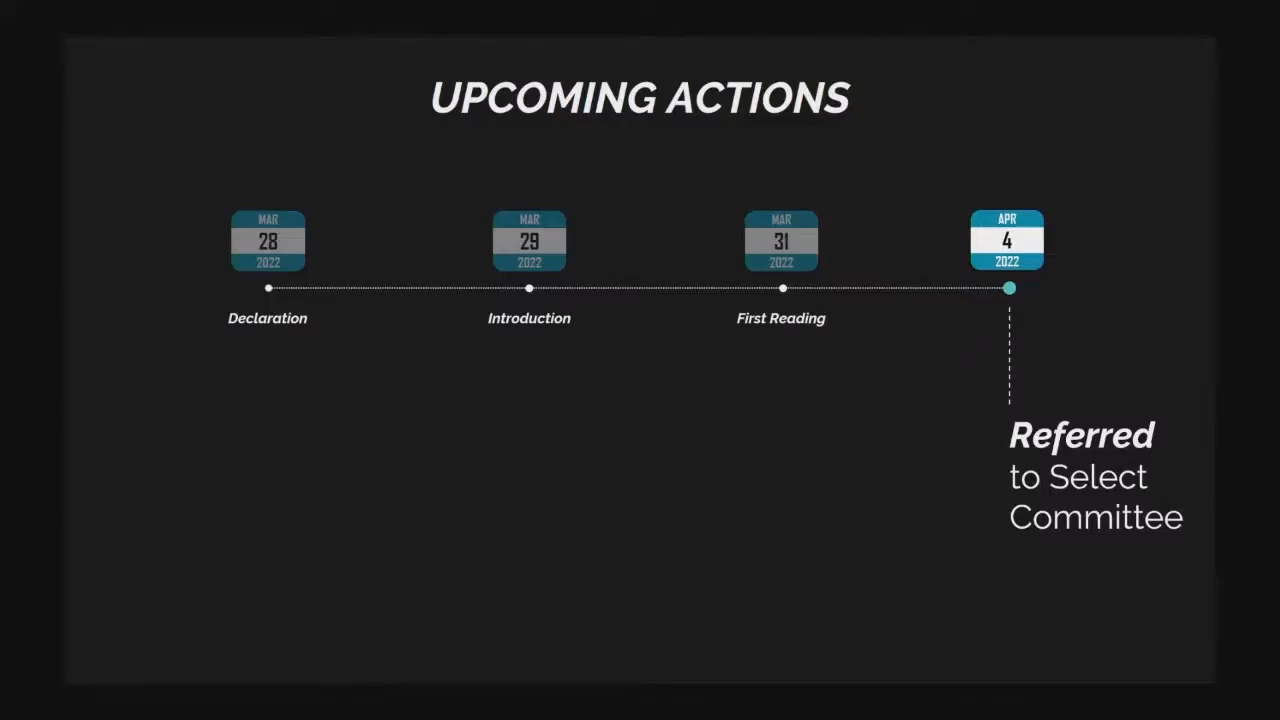 UPCOMING ACTIONS
MAR
28
2022
MAR
29
2022
MAR
31
2022
APR
4
2022
Declaration
Introduction
First Reading
Referred
to Select
Committee